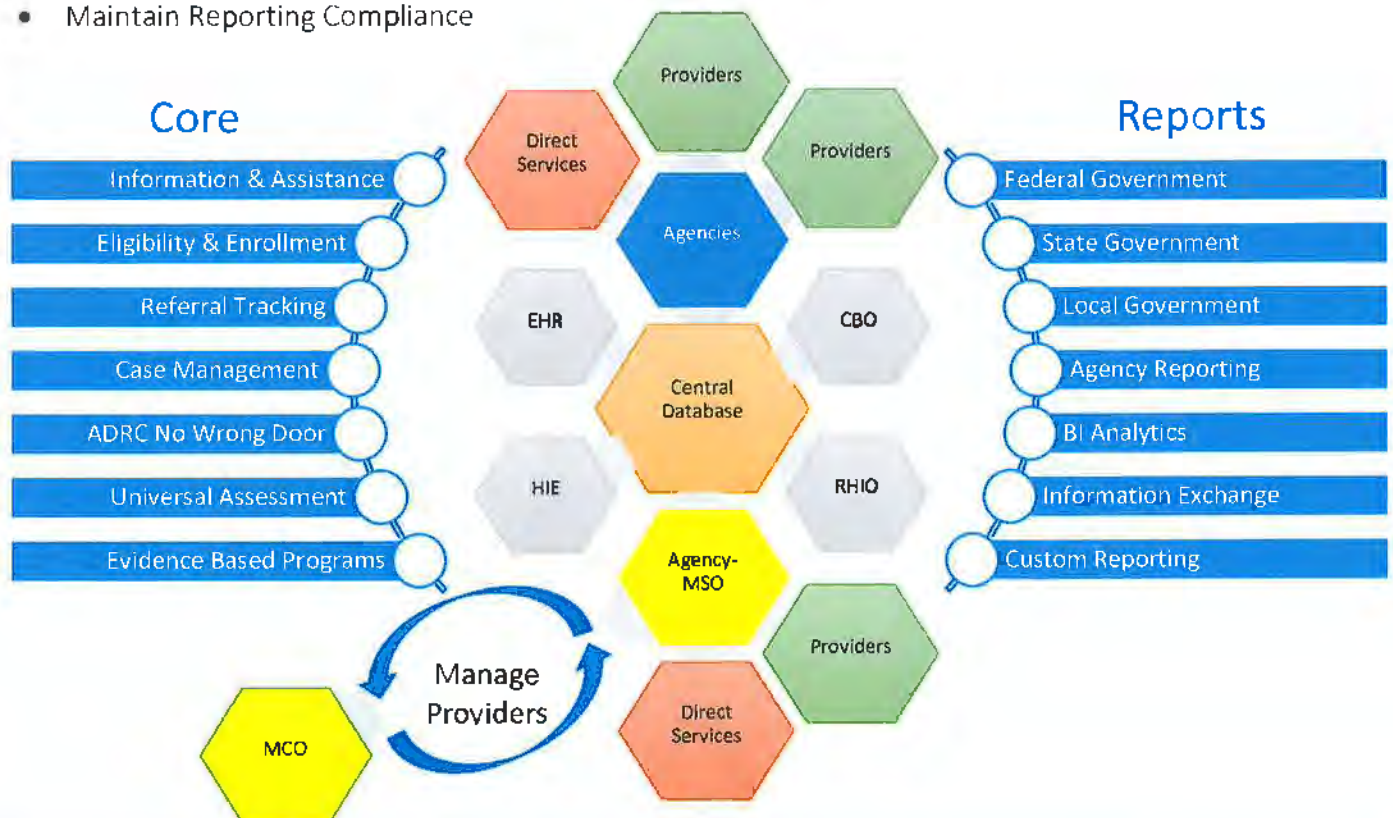 • Maintain Reporting Compliance
Core
Information & Assistance
Eligibility & Enrollment
Referral Tracking
Case Management
ADRC No Wrong Door
Universal Assessment
Evidence Based Programs
Providers
Direct
Services
Providers
Agencies
EHR
CBO
Central
Database
HIE
RHIO
Agency-
MSO
Providers
Direct
Services
Manage
Providers
MCO
Reports
Federal Government
State Government
Local Government
Agency Reporting
BI Analytics
Information Exchange
Custom Reporting